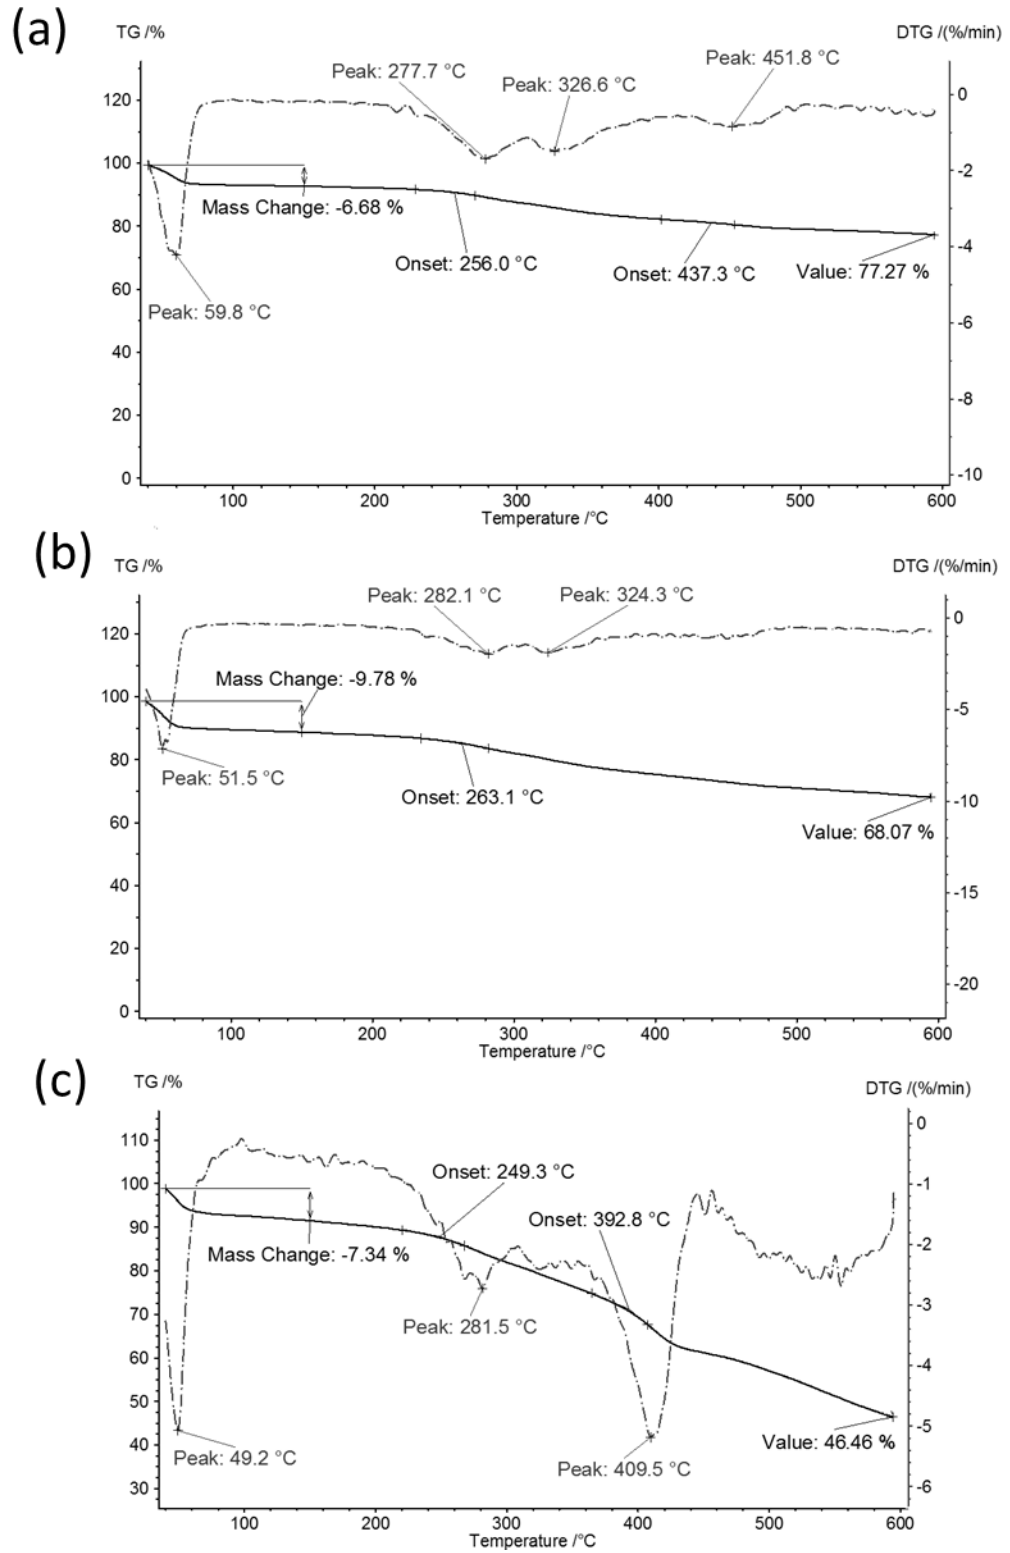 (a)
TG /%
DTG /(%/min)
Peak: 277.7 °C
Peak: 326.6 °C
Peak: 451.8 °C
120
100
80
60
40
20
0
0
-2
-4
-6
-8
-10
Mass Change: -6.68 %
Onset: 256.0 °C
Onset: 437.3 °C
Value: 77.27 %
Peak: 59.8 °C
100
200
300
400
500
600
Temperature /°C
(b)
TG /%
DTG /(%/min)
Peak: 282.1 °C
Peak: 324.3 °C
120
100
80
60
40
20
0
0
-5
-10
-15
-20
Mass Change: -9.78 %
Peak: 51.5 °C
Onset: 263.1 °C
Value: 68.07 %
100
200
300
400
500
600
Temperature /°C
(c)
TG /%
DTG /(%/min)
110
100
90
80
70
60
50
40
30
0
-1
-2
-3
-4
-5
-6
Onset: 249.3 °C
Onset: 392.8 °C
Mass Change: -7.34 %
Peak: 281.5 °C
Peak: 49.2 °C
Peak: 409.5 °C
Value: 46.46 %
100
200
300
400
500
600
Temperature /°C